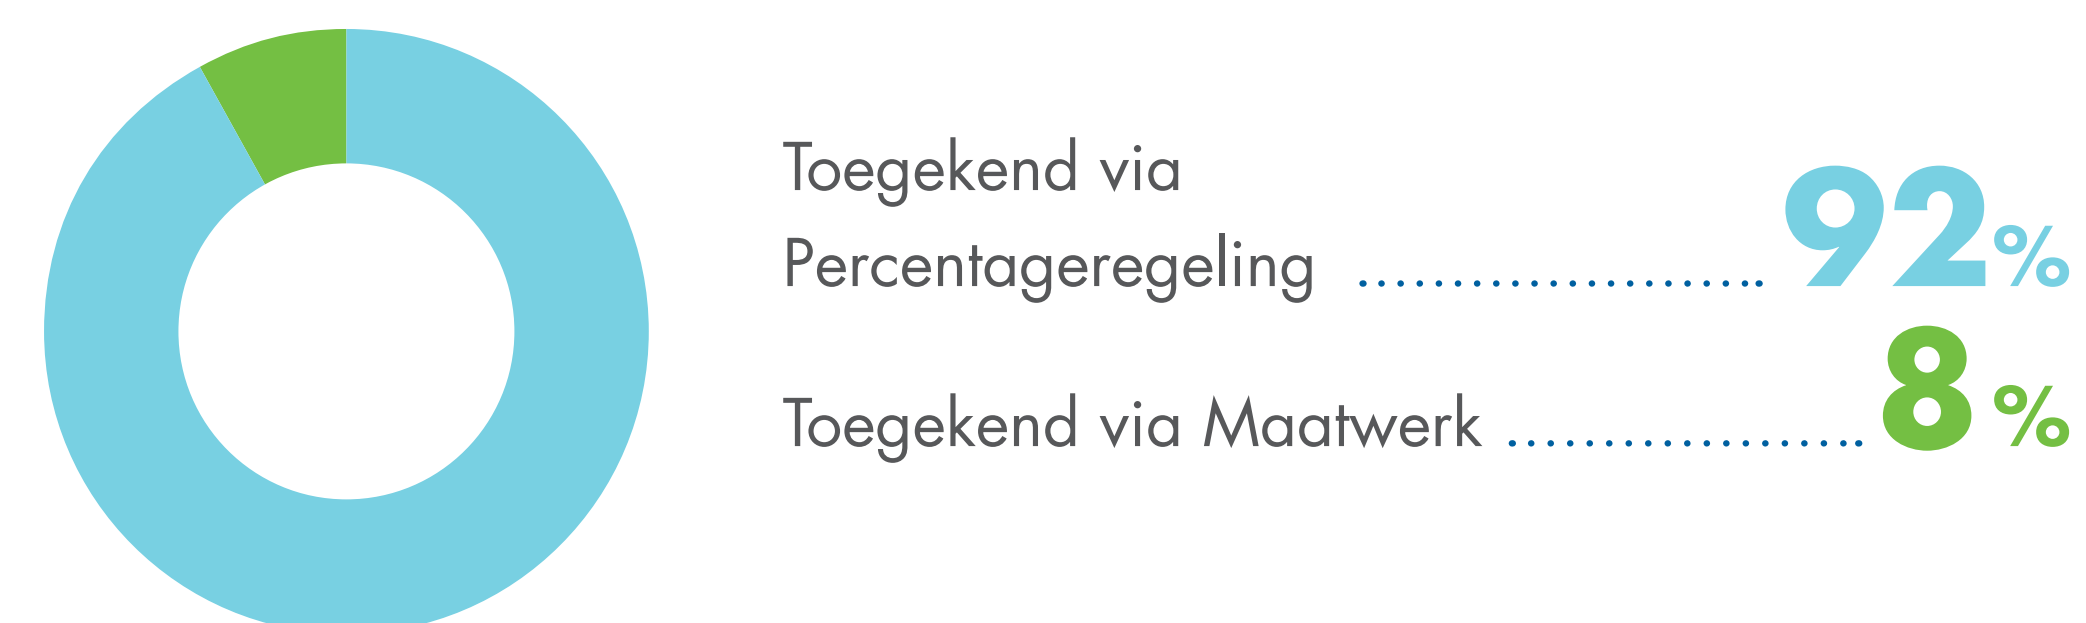 Toegekend via
Percentageregeling ...................... 92%
Toegekend via Maatwerk ................... 8%